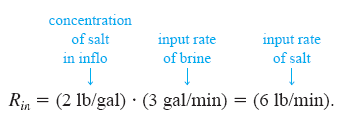 concentration
of salt input rate input rate
in inflo of brine of salt
R_in = (2 lb/gal) · (3 gal/min) = (6 lb/min).